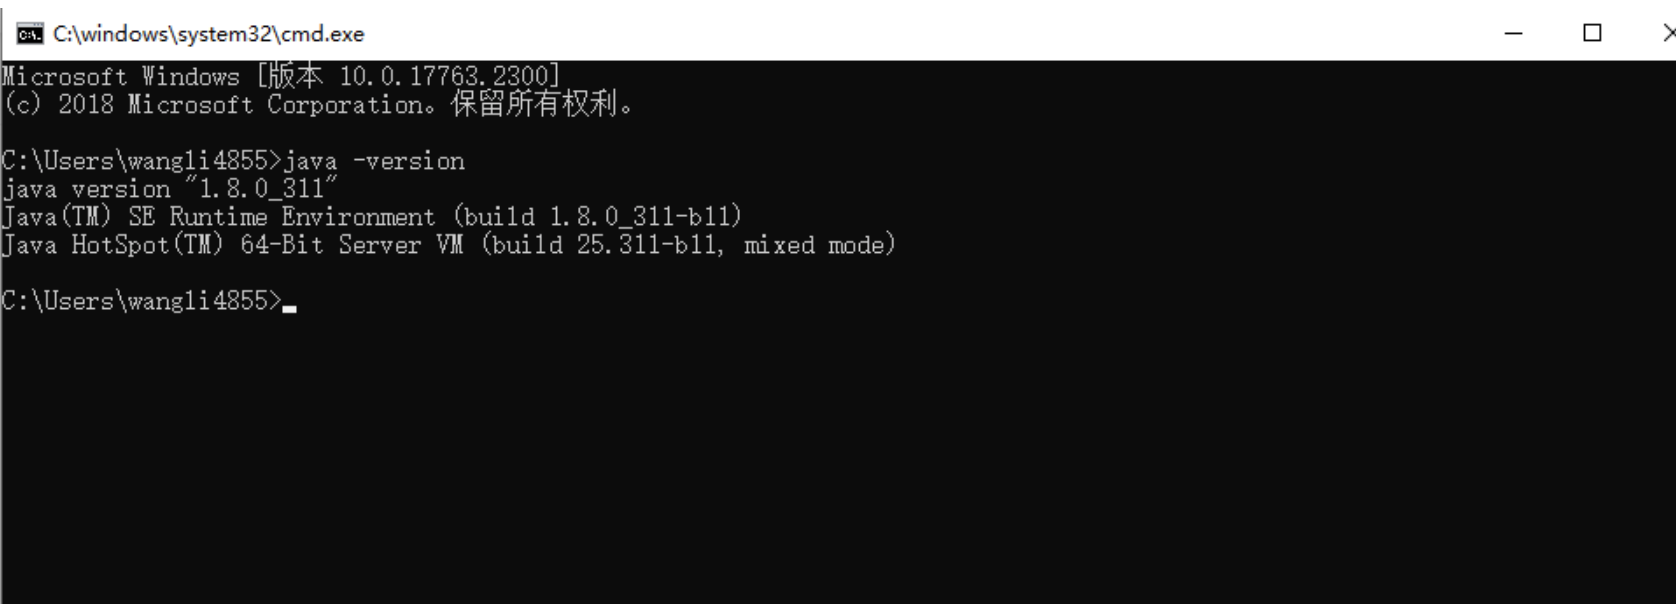 C:\windows\system32\cmd.exe
Microsoft Windows [版本 10.0.17763.2300]
(c) 2018 Microsoft Corporation。保留所有权利。
C:\Users\wangli4855>java -version
java version "1.8.0_311"
Java(TM) SE Runtime Environment (build 1.8.0_311-b11)
Java HotSpot(TM) 64-Bit Server VM (build 25.311-b11, mixed mode)
C:\Users\wangli4855>